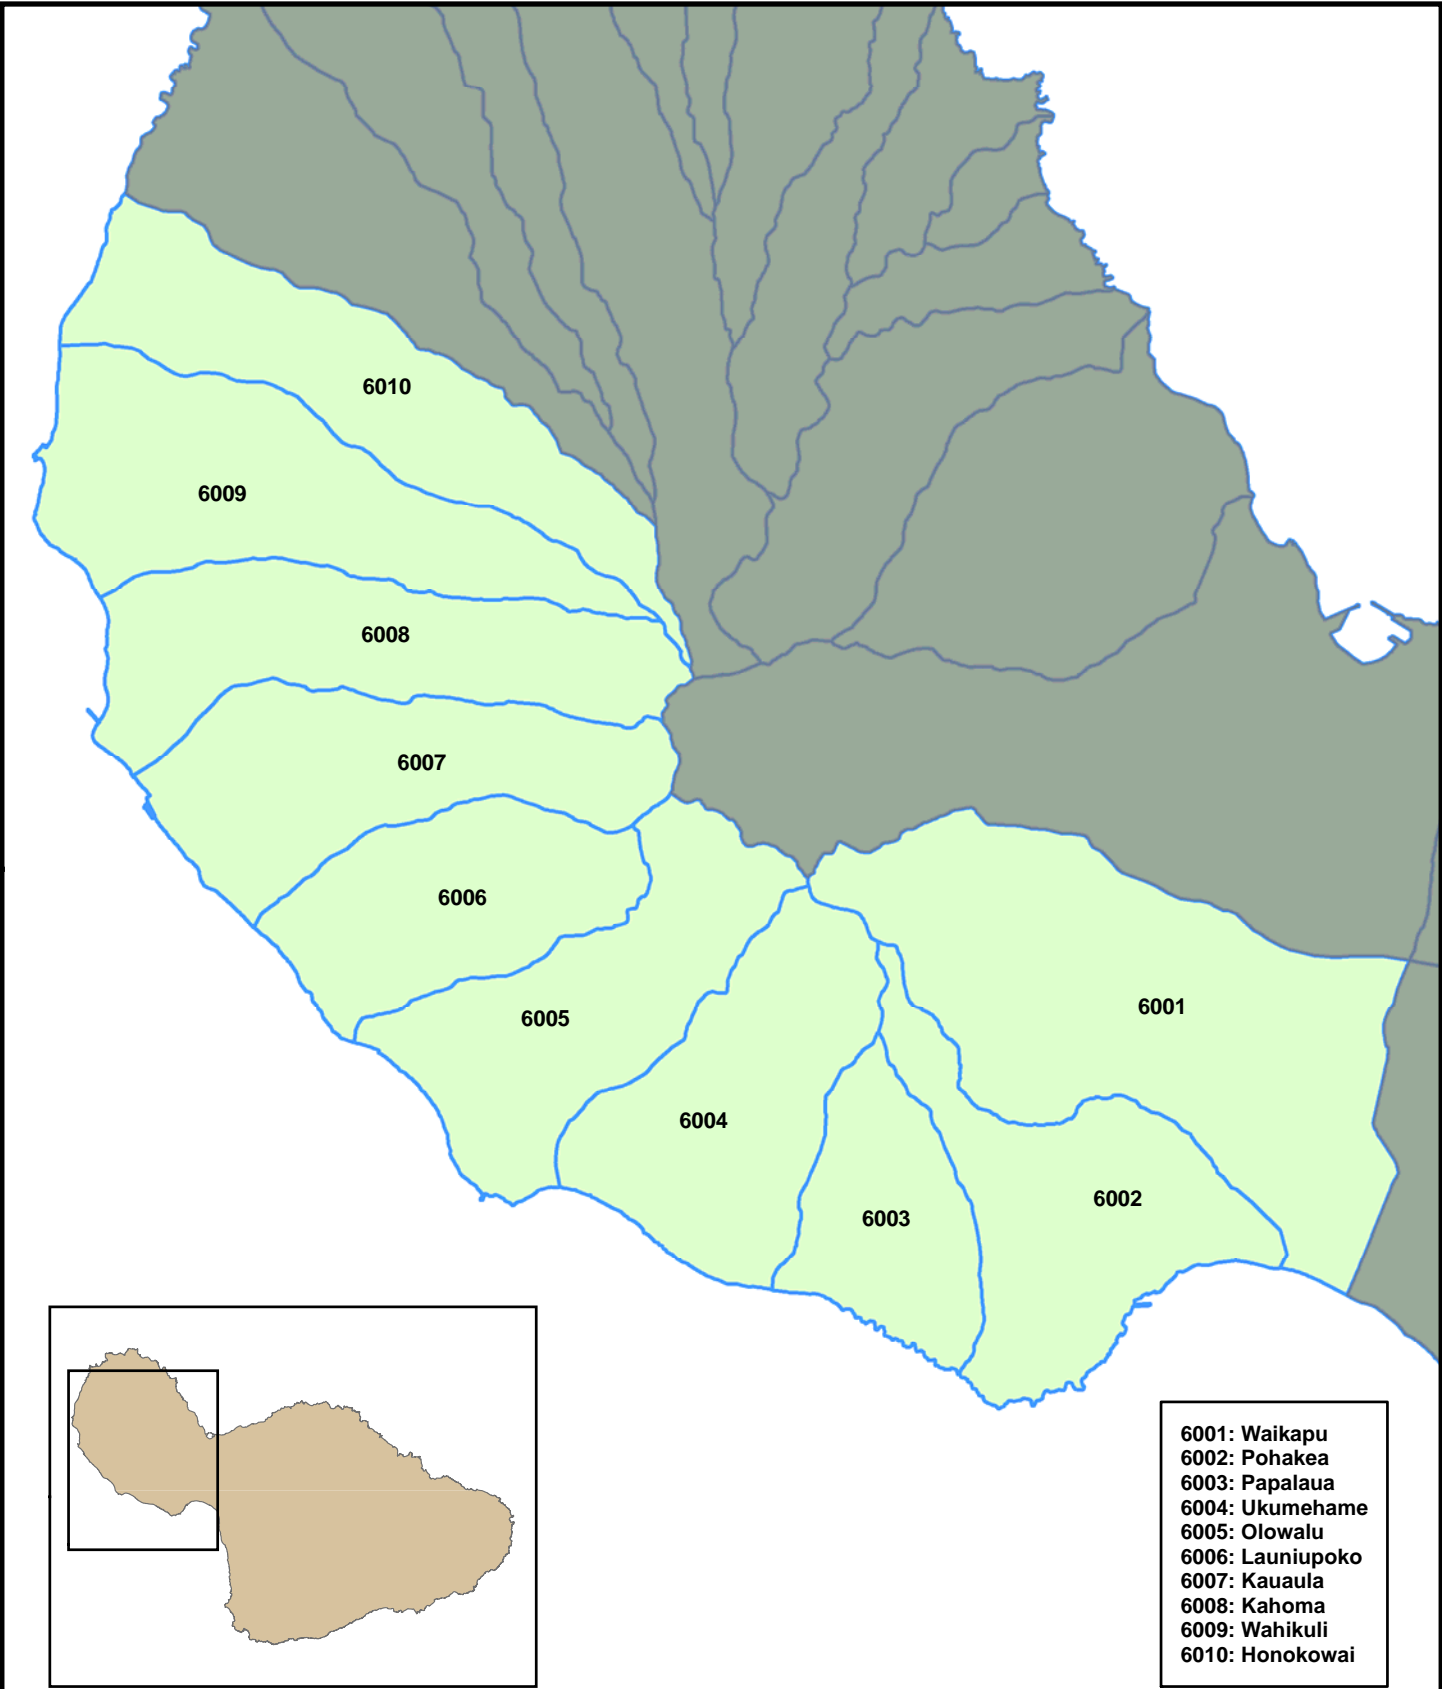 6010
6009
6008
6007
6006
6005
6001
6004
6002
6003
6001: Waikapu
6002: Pohakea
6003: Papalaua
6004: Ukumehame
6005: Olowalu
6006: Launiupoko
6007: Kauaula
6008: Kahoma
6009: Wahikuli
6010: Honokowai